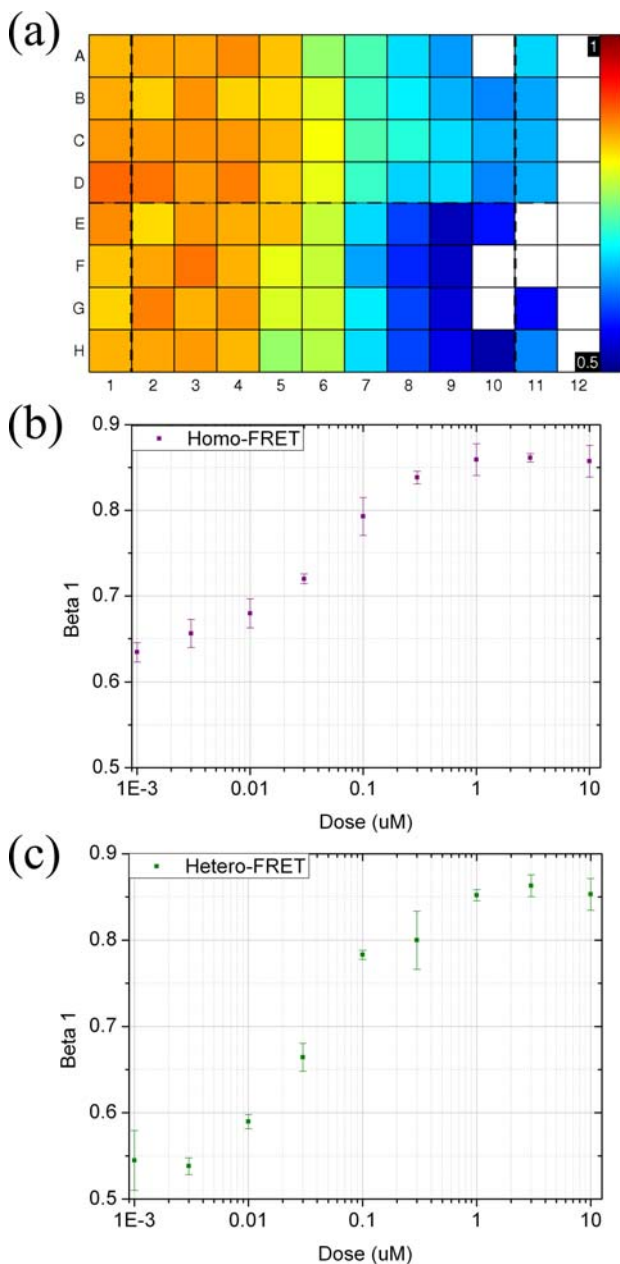 (a)
A
B
C
D
E
F
G
H
1
0.5
1 2 3 4 5 6 7 8 9 10 11 12
(b)
Homo-FRET
0.9
0.8
0.7
0.6
0.5
Beta 1
1E-3 0.01 0.1 1 10
Dose (uM)
(c)
Hetero-FRET
0.9
0.8
0.7
0.6
0.5
Beta 1
1E-3 0.01 0.1 1 10
Dose (uM)